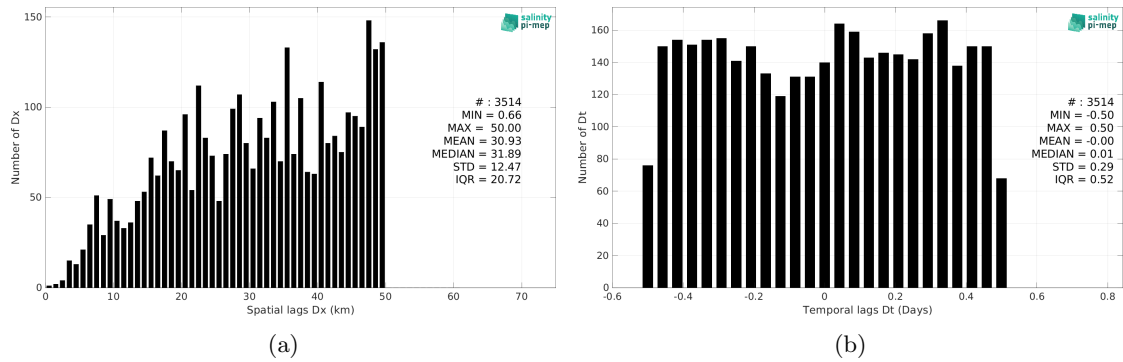 salinity
pi-mep
150
100
50
0
Number of Dx
# : 3514
MIN = 0.66
MAX = 50.00
MEAN = 30.93
MEDIAN = 31.89
STD = 12.47
IQR = 20.72
0 10 20 30 40 50 60 70
Spatial lags Dx (km)
(a)
salinity
pi-mep
160
140
120
100
80
60
40
20
0
Number of Dt
# : 3514
MIN = -0.50
MAX = 0.50
MEAN = -0.00
MEDIAN = 0.01
STD = 0.29
IQR = 0.52
-0.6 -0.4 -0.2 0 0.2 0.4 0.6 0.8
Temporal lags Dt (Days)
(b)